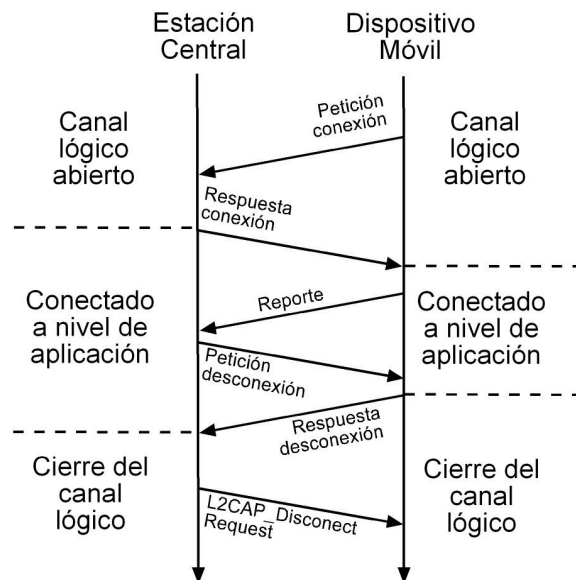 Estación
Central
Dispositivo
Móvil
Canal
lógico
abierto
Petición
conexión
Canal
lógico
abierto
Respuesta
conexión
Conectado
a nivel de
aplicación
Reporte
Conectado
a nivel de
aplicación
Petición
desconexión
Respuesta
desconexión
Cierre del
canal
lógico
L2CAP_Disconect
Request
Cierre del
canal
lógico